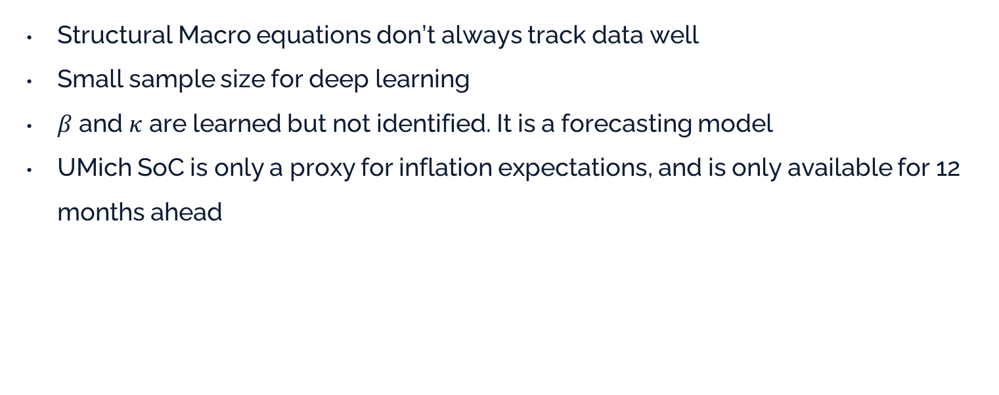 • Structural Macro equations don’t always track data well
• Small sample size for deep learning
• β and κ are learned but not identified. It is a forecasting model
• UMich SoC is only a proxy for inflation expectations, and is only available for 12
months ahead